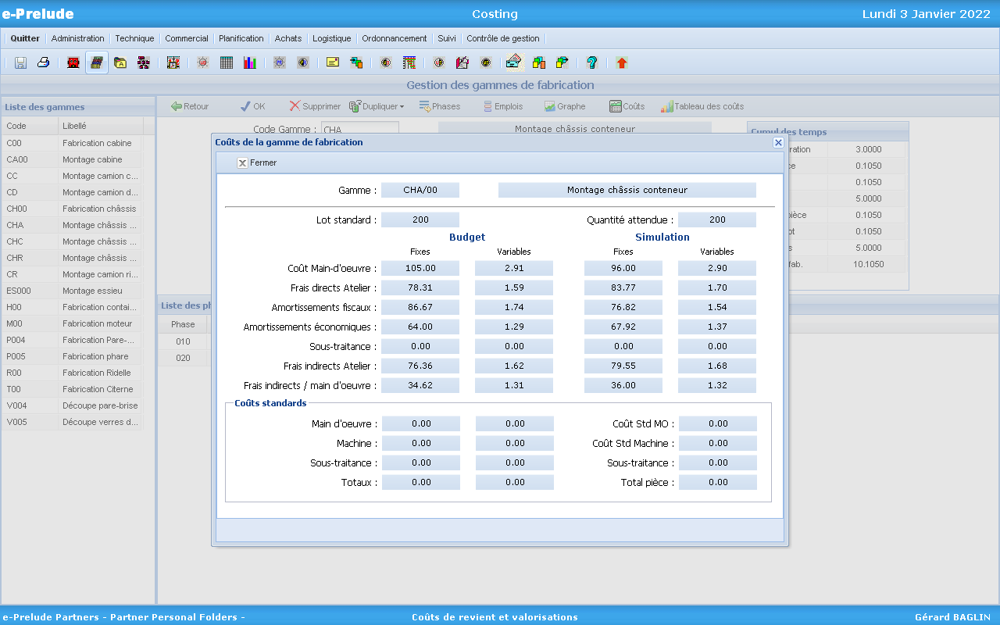 e-Prelude Costing Lundi 3 Janvier 2022
Quitter Administration Technique Commercial Planification Achats Logistique Ordonnancement Suivi Contrôle de gestion
Gestion des gammes de fabrication
Liste des gammes Retour OK Supprimer Dupliquer Phases Emplois Graphe Coûts Tableau des coûts
Code Libellé
C00 Fabrication cabine
CA00 Montage cabine
CC Montage camion c...
CD Montage camion d...
CH00 Fabrication châssis
CHA Montage châssis ...
CHC Montage châssis ...
CHR Montage châssis ...
CR Montage camion ri...
ES000 Montage essieu
H00 Fabrication contai...
M00 Fabrication moteur
P004 Fabrication Pare-...
P005 Fabrication phare
R00 Fabrication Ridelle
T00 Fabrication Citerne
V004 Découpe pare-brise
V005 Découpe verres d...
Code Gamme : CHA Montage châssis conteneur
Cumul des temps
ration 3.0000
ce 0.1050
0.1050
5.0000
pièce 0.1050
ot 0.1050
s 5.0000
fab. 10.1050
Liste des ph
Phase
010
020
Coûts de la gamme de fabrication
Fermer
Gamme : CHA/00 Montage châssis conteneur
Lot standard : 200 Quantité attendue : 200
Budget Simulation
Fixes Variables Fixes Variables
Coût Main-d'oeuvre : 105.00 2.91 96.00 2.90
Frais directs Atelier : 78.31 1.59 83.77 1.70
Amortissements fiscaux : 86.67 1.74 76.82 1.54
Amortissements économiques : 64.00 1.29 67.92 1.37
Sous-traitance : 0.00 0.00 0.00 0.00
Frais indirects Atelier : 76.36 1.62 79.55 1.68
Frais indirects / main d'oeuvre : 34.62 1.31 36.00 1.32
Coûts standards
Main d'oeuvre : 0.00 0.00 Coût Std MO : 0.00
Machine : 0.00 0.00 Coût Std Machine : 0.00
Sous-traitance : 0.00 0.00 Sous-traitance : 0.00
Totaux : 0.00 0.00 Total pièce : 0.00
e-Prelude Partners - Partner Personal Folders - Coûts de revient et valorisations Gérard BAGLIN